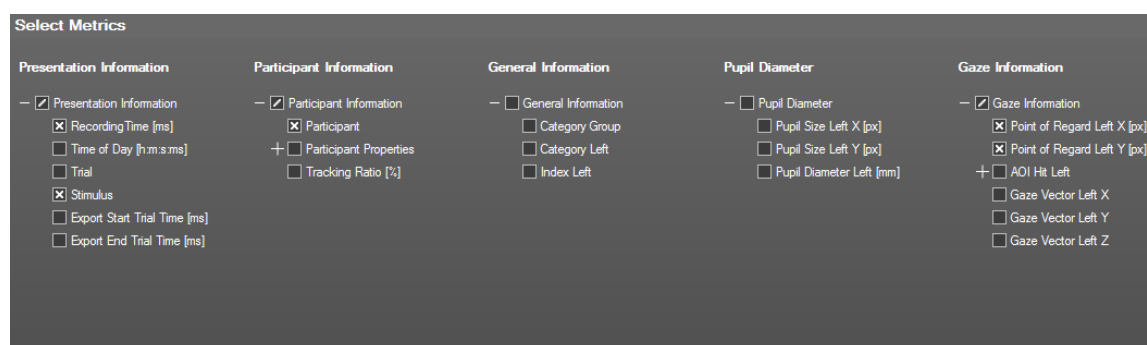 Select Metrics
Presentation Information
Presentation Information
RecordingTime [ms]
Time of Day [h:m:s:ms]
Trial
Stimulus
Export Start Trial Time [ms]
Export End Trial Time [ms]
Participant Information
Participant Information
Participant
Participant Properties
Tracking Ratio [%]
General Information
General Information
Category Group
Category Left
Index Left
Pupil Diameter
Pupil Diameter
Pupil Size Left X [px]
Pupil Size Left Y [px]
Pupil Diameter Left [mm]
Gaze Information
Gaze Information
Point of Regard Left X [px]
Point of Regard Left Y [px]
AOI Hit Left
Gaze Vector Left X
Gaze Vector Left Y
Gaze Vector Left Z